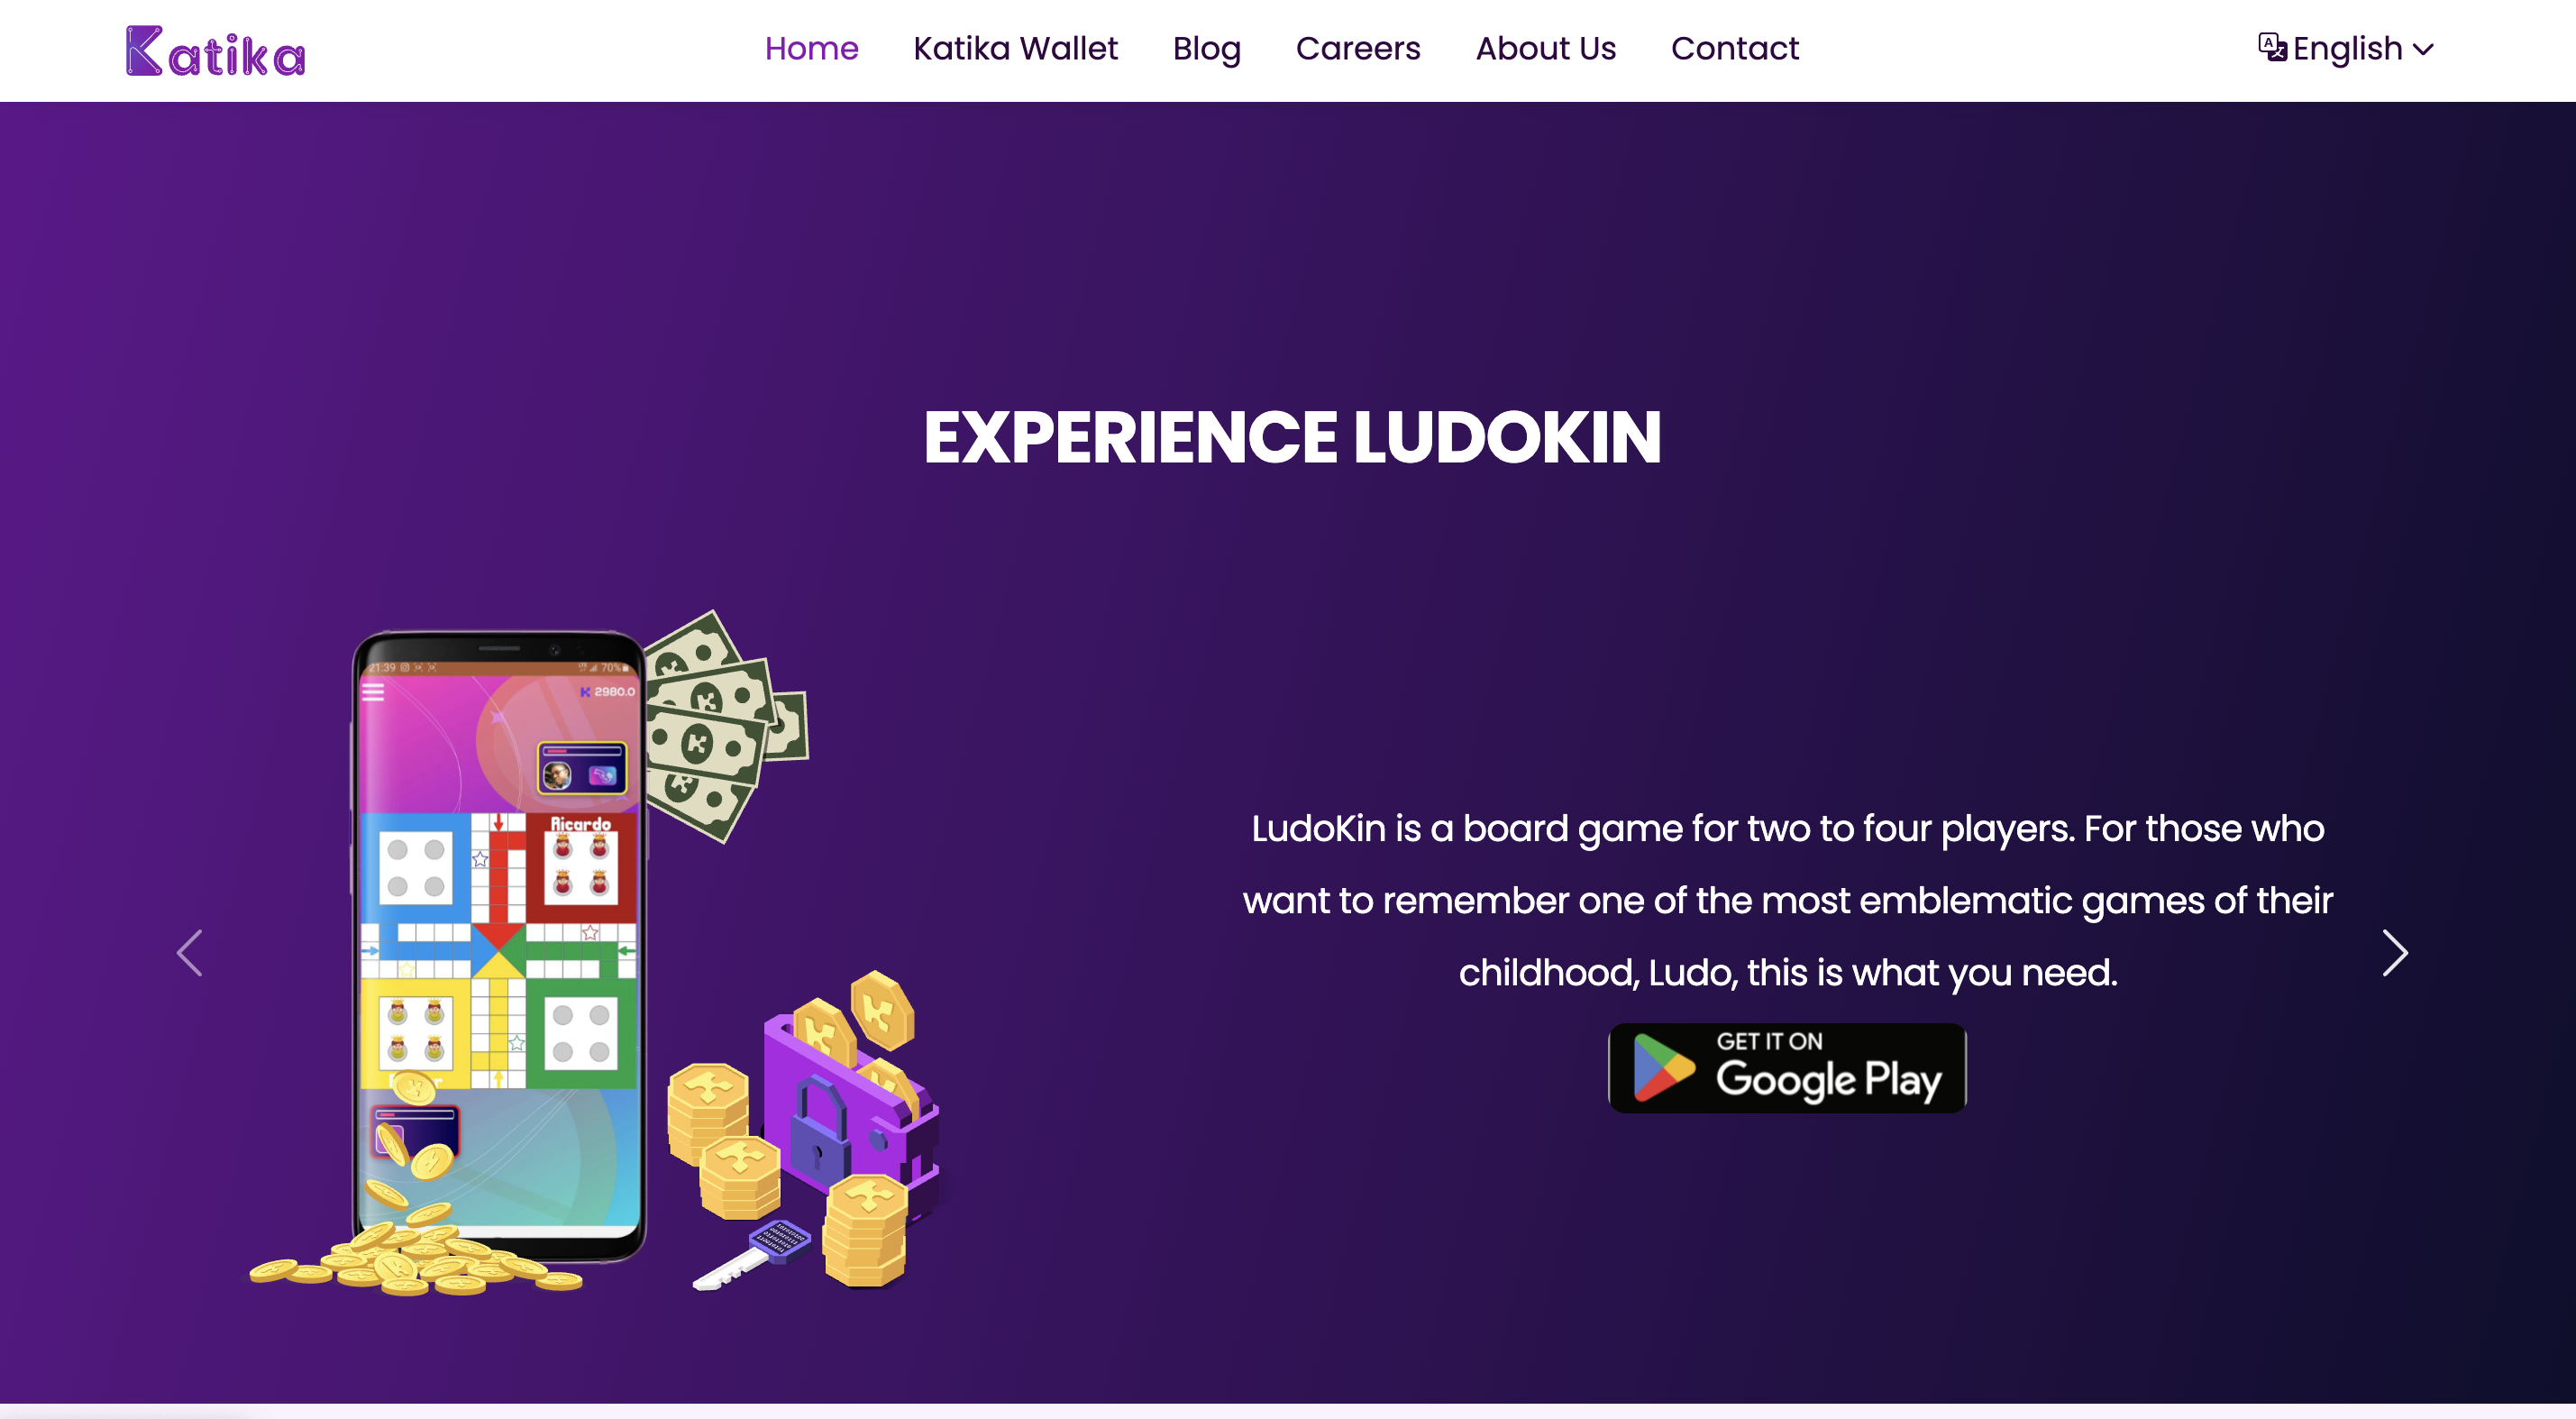 Katika
Home
Katika Wallet
Blog
Careers
About Us
Contact
English
EXPERIENCE LUDOKIN
21:39
70%
2980.0
Ricardo
LudoKin is a board game for two to four players. For those who
want to remember one of the most emblematic games of their
childhood, Ludo, this is what you need.
GET IT ON
Google Play